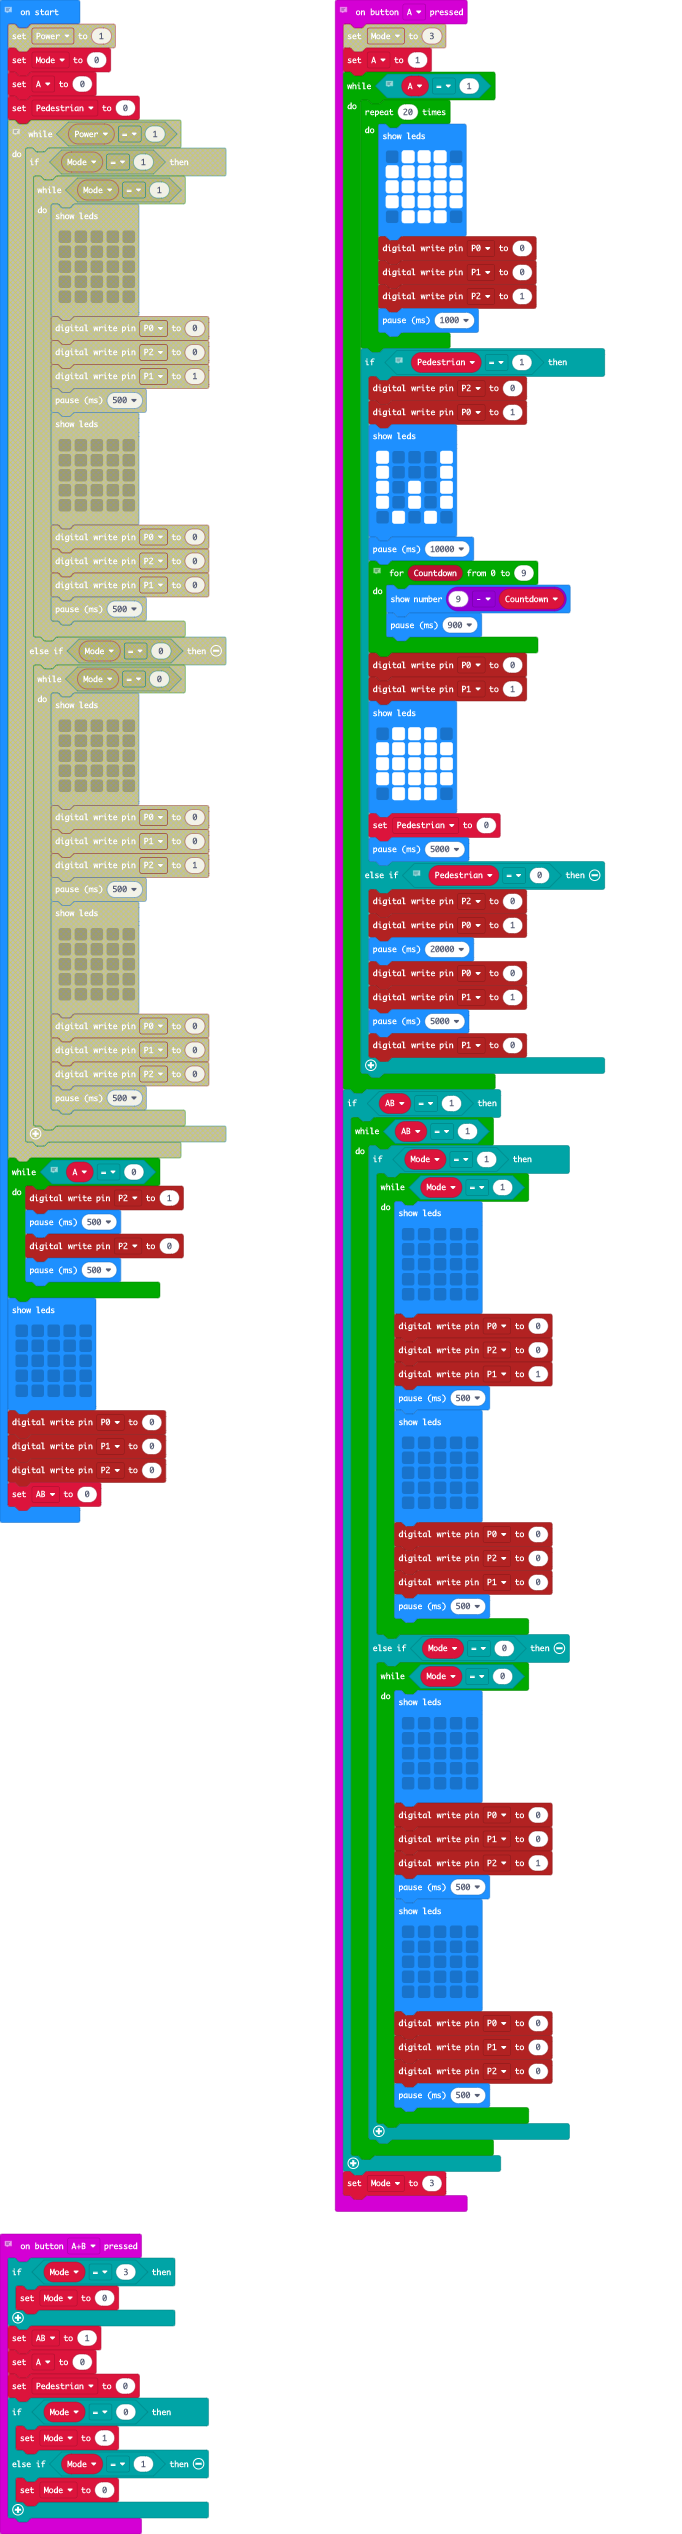 on start
set Power to 1
set Mode to 0
set A to 0
set Pedestrian to 0
while Power = 1
do
if Mode = 1 then
while Mode = 1
do
show leds
digital write pin P0 to 0
digital write pin P2 to 0
digital write pin P1 to 1
pause (ms) 500
show leds
digital write pin P0 to 0
digital write pin P2 to 0
digital write pin P1 to 0
pause (ms) 500
else if Mode = 0 then
while Mode = 0
do
show leds
digital write pin P0 to 0
digital write pin P1 to 0
digital write pin P2 to 1
pause (ms) 500
show leds
digital write pin P0 to 0
digital write pin P1 to 0
digital write pin P2 to 0
pause (ms) 500
while A = 0
do
digital write pin P2 to 1
pause (ms) 500
digital write pin P2 to 0
pause (ms) 500
show leds
digital write pin P0 to 0
digital write pin P1 to 0
digital write pin P2 to 0
set AB to 0
on button A pressed
set Mode to 3
set A to 1
while A = 1
do
repeat 20 times
do
show leds
digital write pin P0 to 0
digital write pin P1 to 0
digital write pin P2 to 1
pause (ms) 1000
if Pedestrian = 1 then
digital write pin P2 to 0
digital write pin P0 to 1
show leds
pause (ms) 10000
for Countdown from 0 to 9
do
show number 9 - Countdown
pause (ms) 900
digital write pin P0 to 0
digital write pin P1 to 1
show leds
set Pedestrian to 0
pause (ms) 5000
else if Pedestrian = 0 then
digital write pin P2 to 0
digital write pin P0 to 1
pause (ms) 20000
digital write pin P0 to 0
digital write pin P1 to 1
pause (ms) 5000
digital write pin P1 to 0
if AB = 1 then
while AB = 1
do
if Mode = 1 then
while Mode = 1
do
show leds
digital write pin P0 to 0
digital write pin P2 to 0
digital write pin P1 to 1
pause (ms) 500
show leds
digital write pin P0 to 0
digital write pin P2 to 0
digital write pin P1 to 0
pause (ms) 500
else if Mode = 0 then
while Mode = 0
do
show leds
digital write pin P0 to 0
digital write pin P1 to 0
digital write pin P2 to 1
pause (ms) 500
show leds
digital write pin P0 to 0
digital write pin P1 to 0
digital write pin P2 to 0
pause (ms) 500
set Mode to 3
on button A+B pressed
if Mode = 3 then
set Mode to 0
set AB to 1
set A to 0
set Pedestrian to 0
if Mode = 0 then
set Mode to 1
else if Mode = 1 then
set Mode to 0